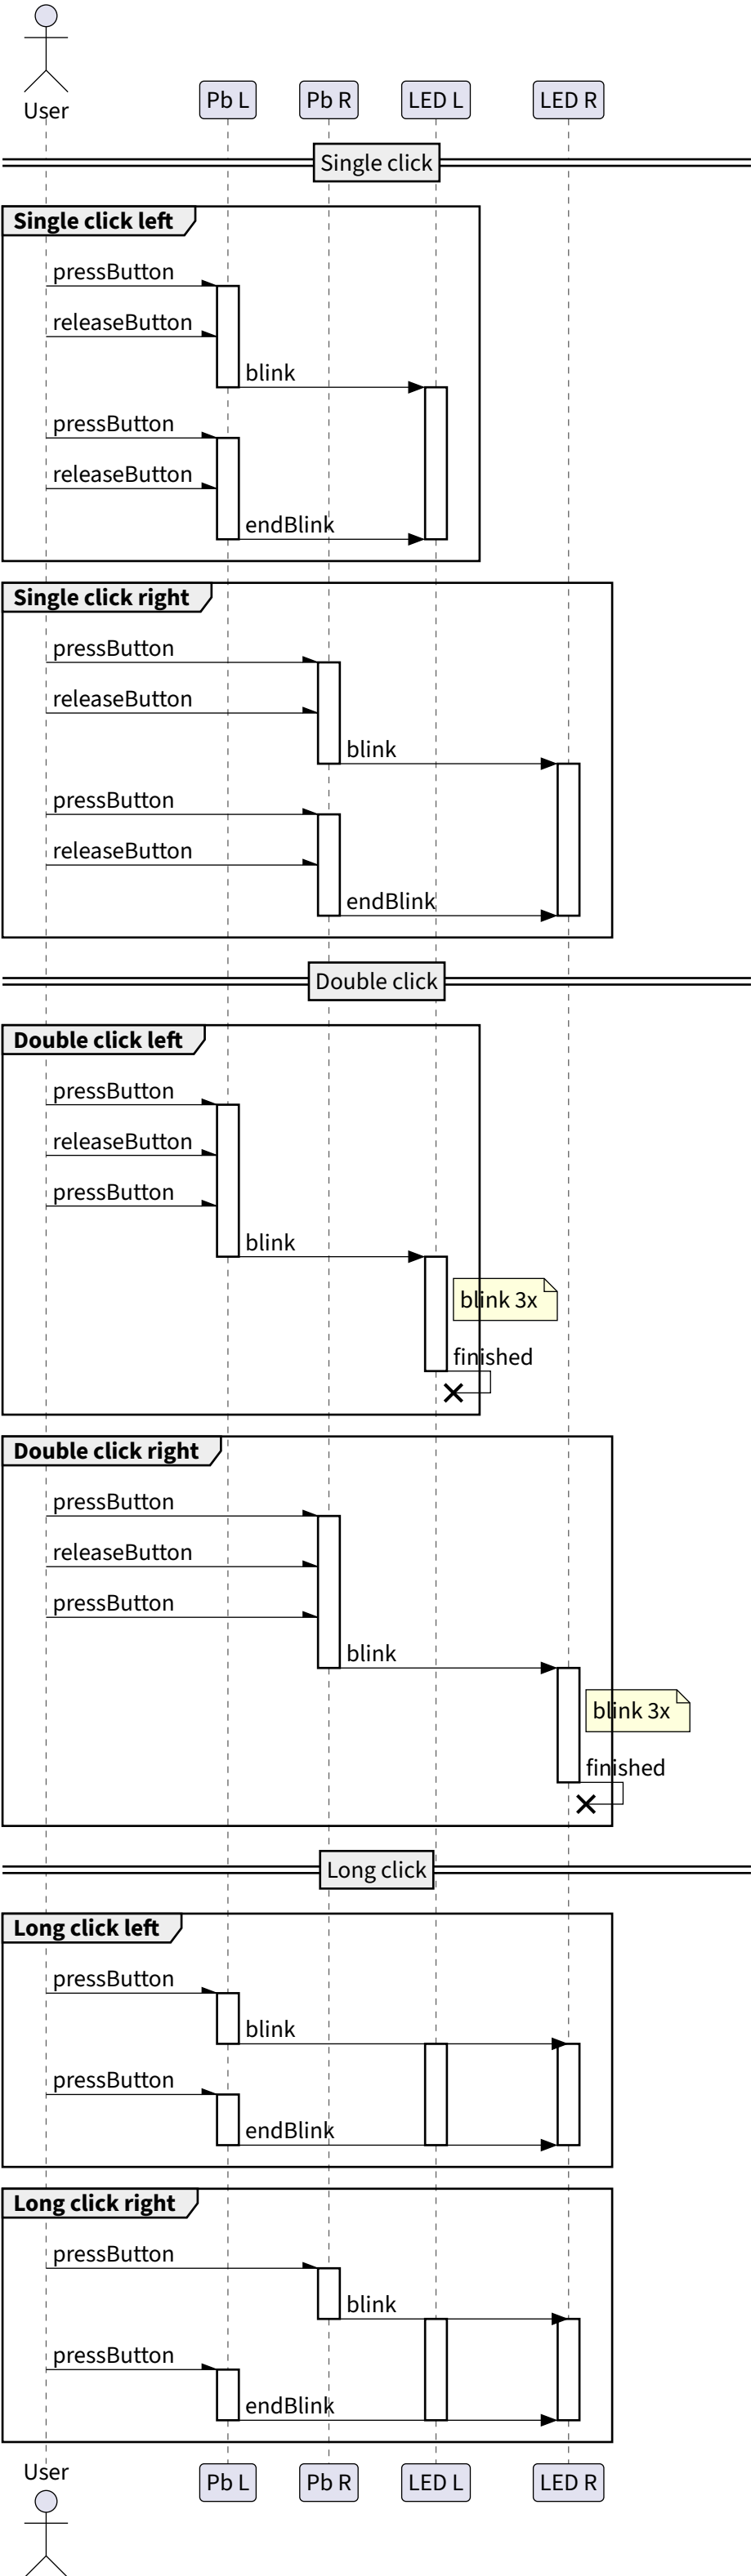 User
Pb L
Pb R
LED L
LED R
Single click
Single click left
pressButton
releaseButton
blink
pressButton
releaseButton
endBlink
Single click right
pressButton
releaseButton
blink
pressButton
releaseButton
endBlink
Double click
Double click left
pressButton
releaseButton
pressButton
blink
blink 3x
finished
Double click right
pressButton
releaseButton
pressButton
blink
blink 3x
finished
Long click
Long click left
pressButton
blink
pressButton
endBlink
Long click right
pressButton
blink
pressButton
endBlink
User
Pb L
Pb R
LED L
LED R